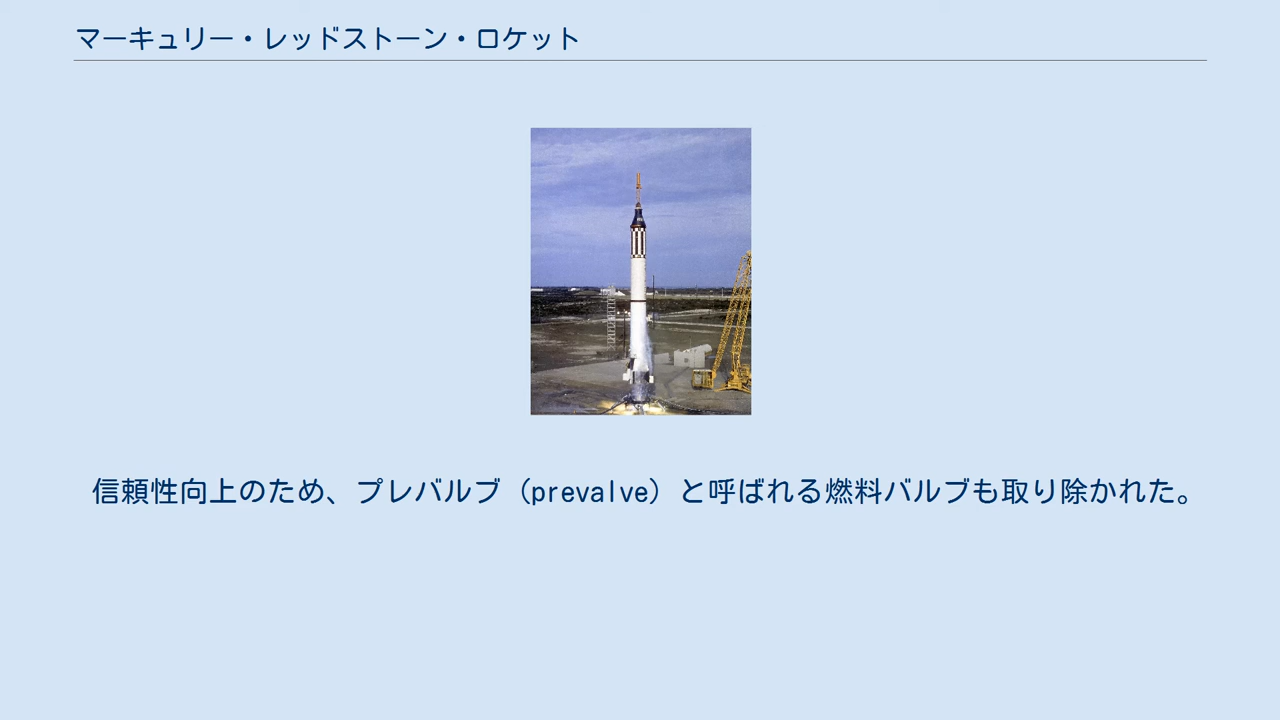 マーキュリー・レッドストーン・ロケット
信頼性向上のため、プレバルブ（prevalve）と呼ばれる燃料バルブも取り除かれた。